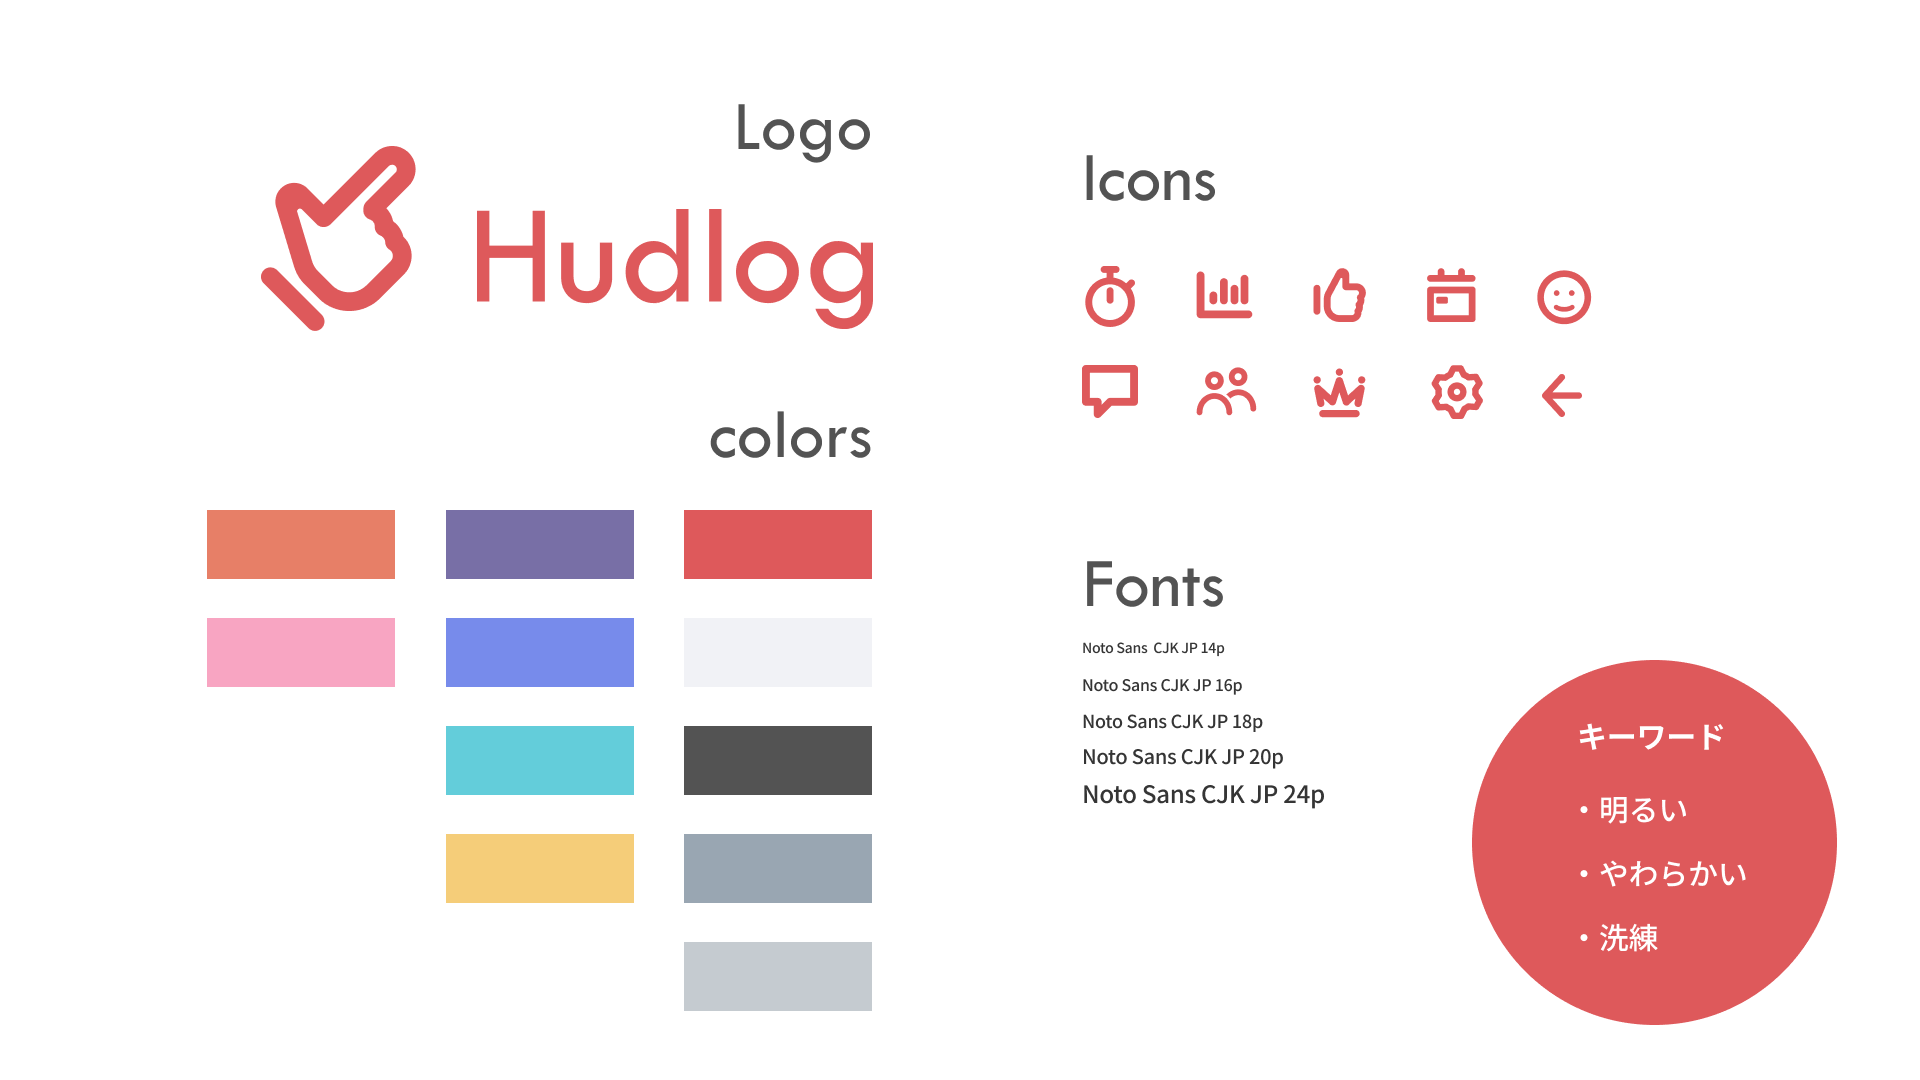 Logo
Hudlog
colors
Icons
Fonts
Noto Sans  CJK JP 14p
Noto Sans CJK JP 16p
Noto Sans CJK JP 18p
Noto Sans CJK JP 20p
Noto Sans CJK JP 24p
キーワード
・明るい
・やわらかい
・洗練